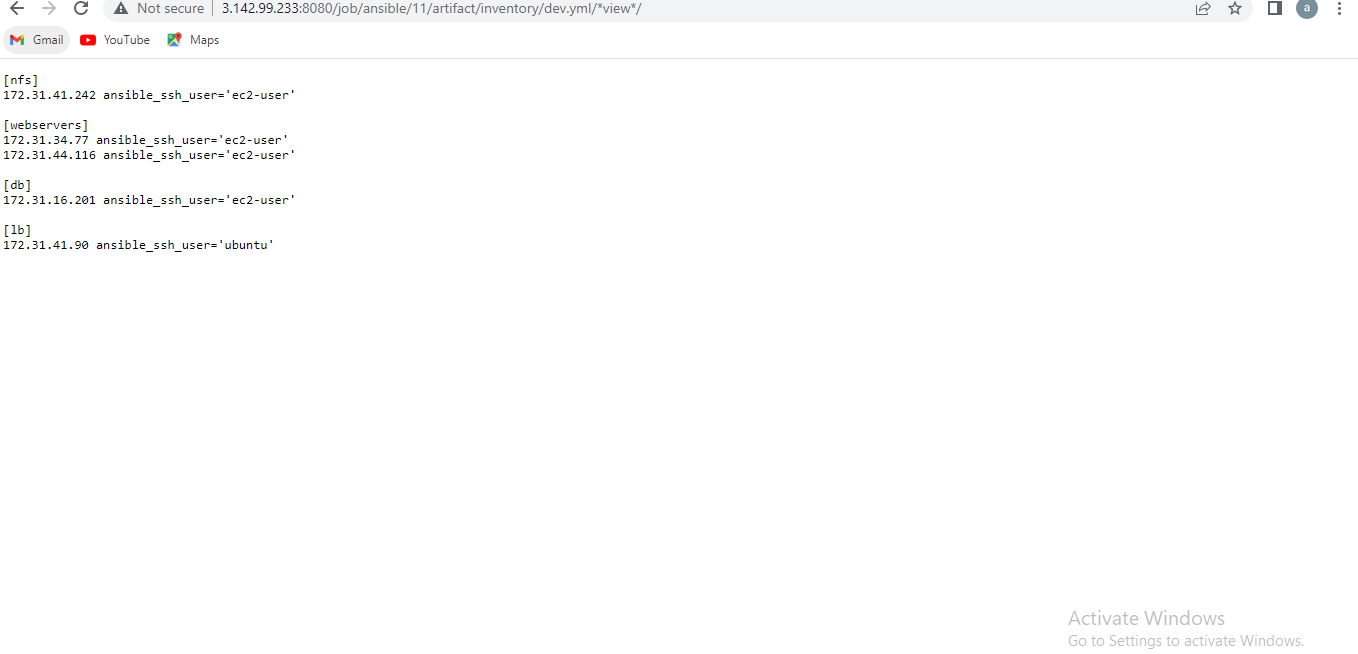 Not secure 3.142.99.233:8080/job/ansible/11/artifact/inventory/dev.yml/*view*/ a
Gmail YouTube Maps
[nfs]
172.31.41.242 ansible_ssh_user='ec2-user'
[webservers]
172.31.34.77 ansible_ssh_user='ec2-user'
172.31.44.116 ansible_ssh_user='ec2-user'
[db]
172.31.16.201 ansible_ssh_user='ec2-user'
[lb]
172.31.41.90 ansible_ssh_user='ubuntu'
Activate Windows
Go to Settings to activate Windows.